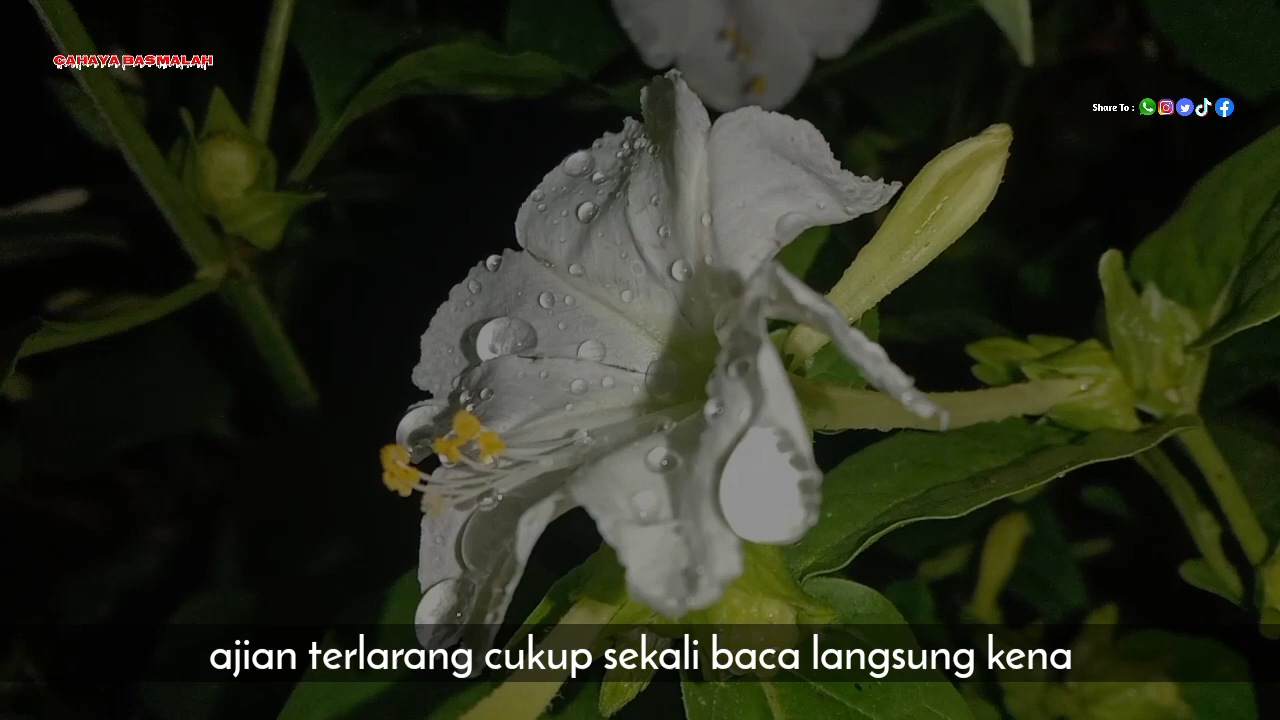 CAHAYA BASMALAH
Share To :
ajian terlarang cukup sekali baca langsung kena